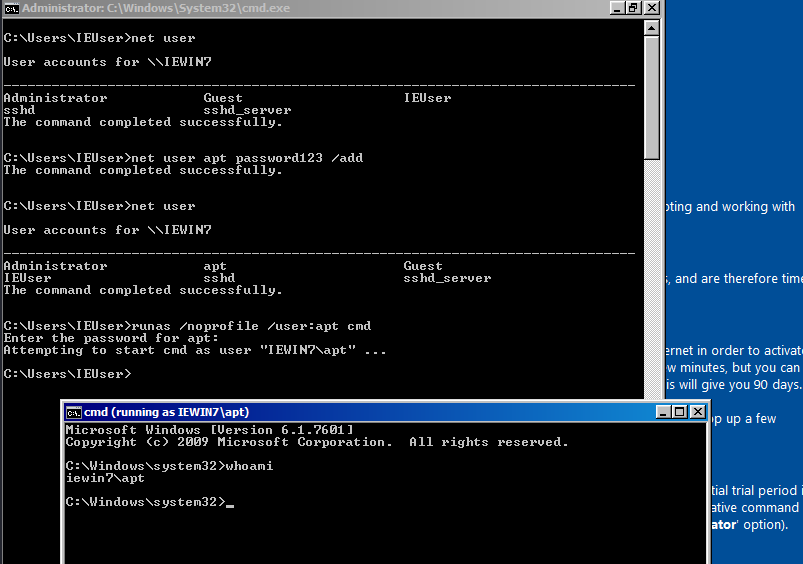 Administrator: C:\Windows\System32\cmd.exe
C:\Users\IEUser>net user
User accounts for \\IEWIN7
-------------------------------------------------------------------------------
Administrator Guest IEUser
sshd sshd_server
The command completed successfully.
C:\Users\IEUser>net user apt password123 /add
The command completed successfully.
C:\Users\IEUser>net user
User accounts for \\IEWIN7
-------------------------------------------------------------------------------
Administrator apt Guest
IEUser sshd sshd_server
The command completed successfully.
C:\Users\IEUser>runas /noprofile /user:apt cmd
Enter the password for apt:
Attempting to start cmd as user "IEWIN7\apt" ...
C:\Users\IEUser>
cmd (running as IEWIN7\apt)
Microsoft Windows [Version 6.1.7601]
Copyright (c) 2009 Microsoft Corporation. All rights reserved.
C:\Windows\system32>whoami
iewin7\apt
C:\Windows\system32>_
and working with
, and are therefore time
in order to activate
minutes, but you can
is will give you 90 days.
up a few
trial period i
command
ator' option).